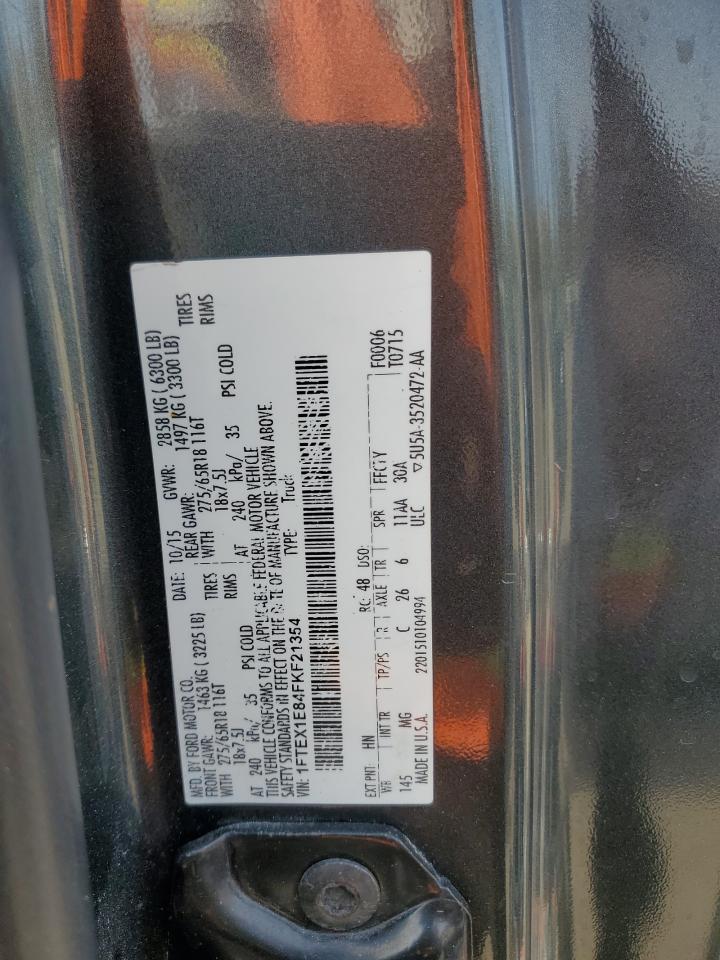 MFD. BY FORD MOTOR CO.
DATE: 10/15 GVWR: 2858 KG ( 6300 LB)
FRONT GAWR: 1463 KG ( 3225 LB) REAR GAWR: 1497 KG ( 3300 LB)
WITH 275/65R18 116T TIRES WITH 275/65R18 116T TIRES
18x7.5J RIMS 18x7.5J RIMS
AT 240 kPa/ 35 PSI COLD AT 240 kPa/ 35 PSI COLD
THIS VEHICLE CONFORMS TO ALL APPLICABLE FEDERAL MOTOR VEHICLE
SAFETY STANDARDS IN EFFECT ON THE DATE OF MANUFACTURE SHOWN ABOVE.
VIN: 1FTEX1E84FKF21354 TYPE: Truck
EXT PNT: HN RC: 48 DSO: F0006
WB INT TR TP/PS R AXLE TR SPR FFGTY T0715
145 MG C 26 6 11AA 30A
MADE IN U.S.A. 2201510104994 ULC ▽5U5A-3520472-AA